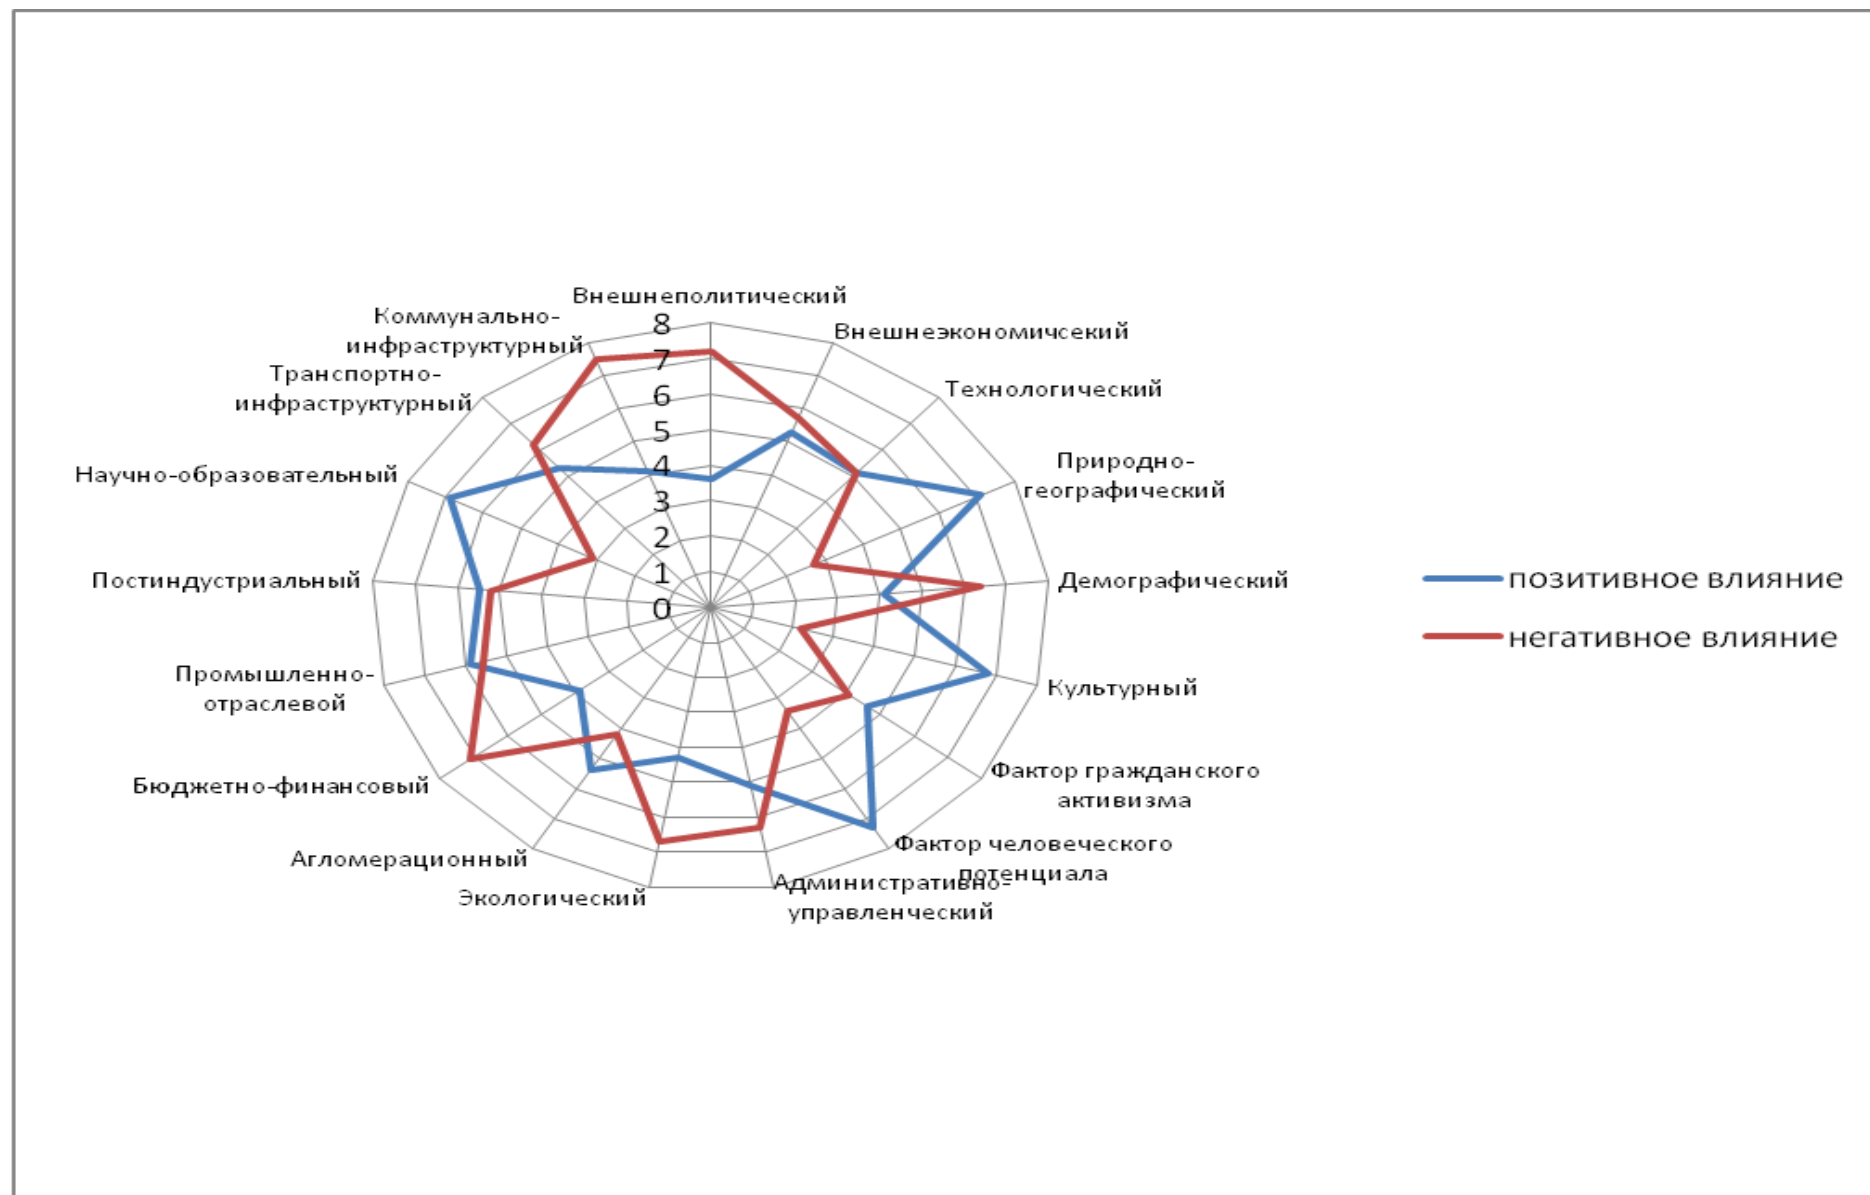 Внешнеполитический
Внешнеэкономичсекий
Технологический
Природно-
географический
Демографический
Культурный
Фактор гражданского
активизма
Фактор человеческого
потенциала
Административно-
управленческий
Экологический
Агломерационный
Бюджетно-финансовый
Промышленно-
отраслевой
Постиндустриальный
Научно-образовательный
Транспортно-
инфраструктурный
Коммунально-
инфраструктурный
8
7
6
5
4
3
2
1
0
позитивное влияние
негативное влияние